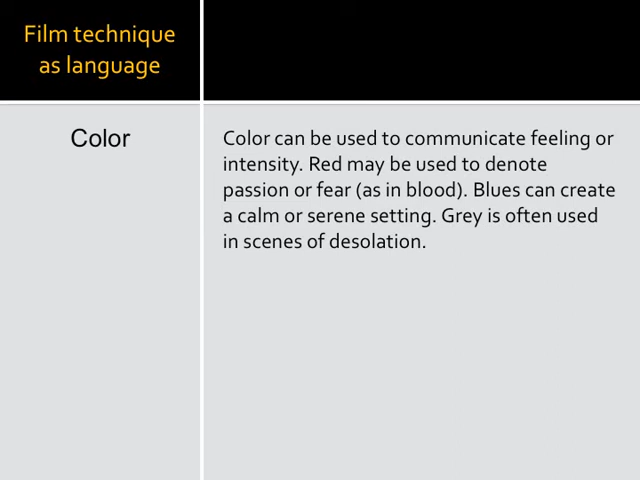 Film technique
as language
Color
Color can be used to communicate feeling or
intensity. Red may be used to denote
passion or fear (as in blood). Blues can create
a calm or serene setting. Grey is often used
in scenes of desolation.